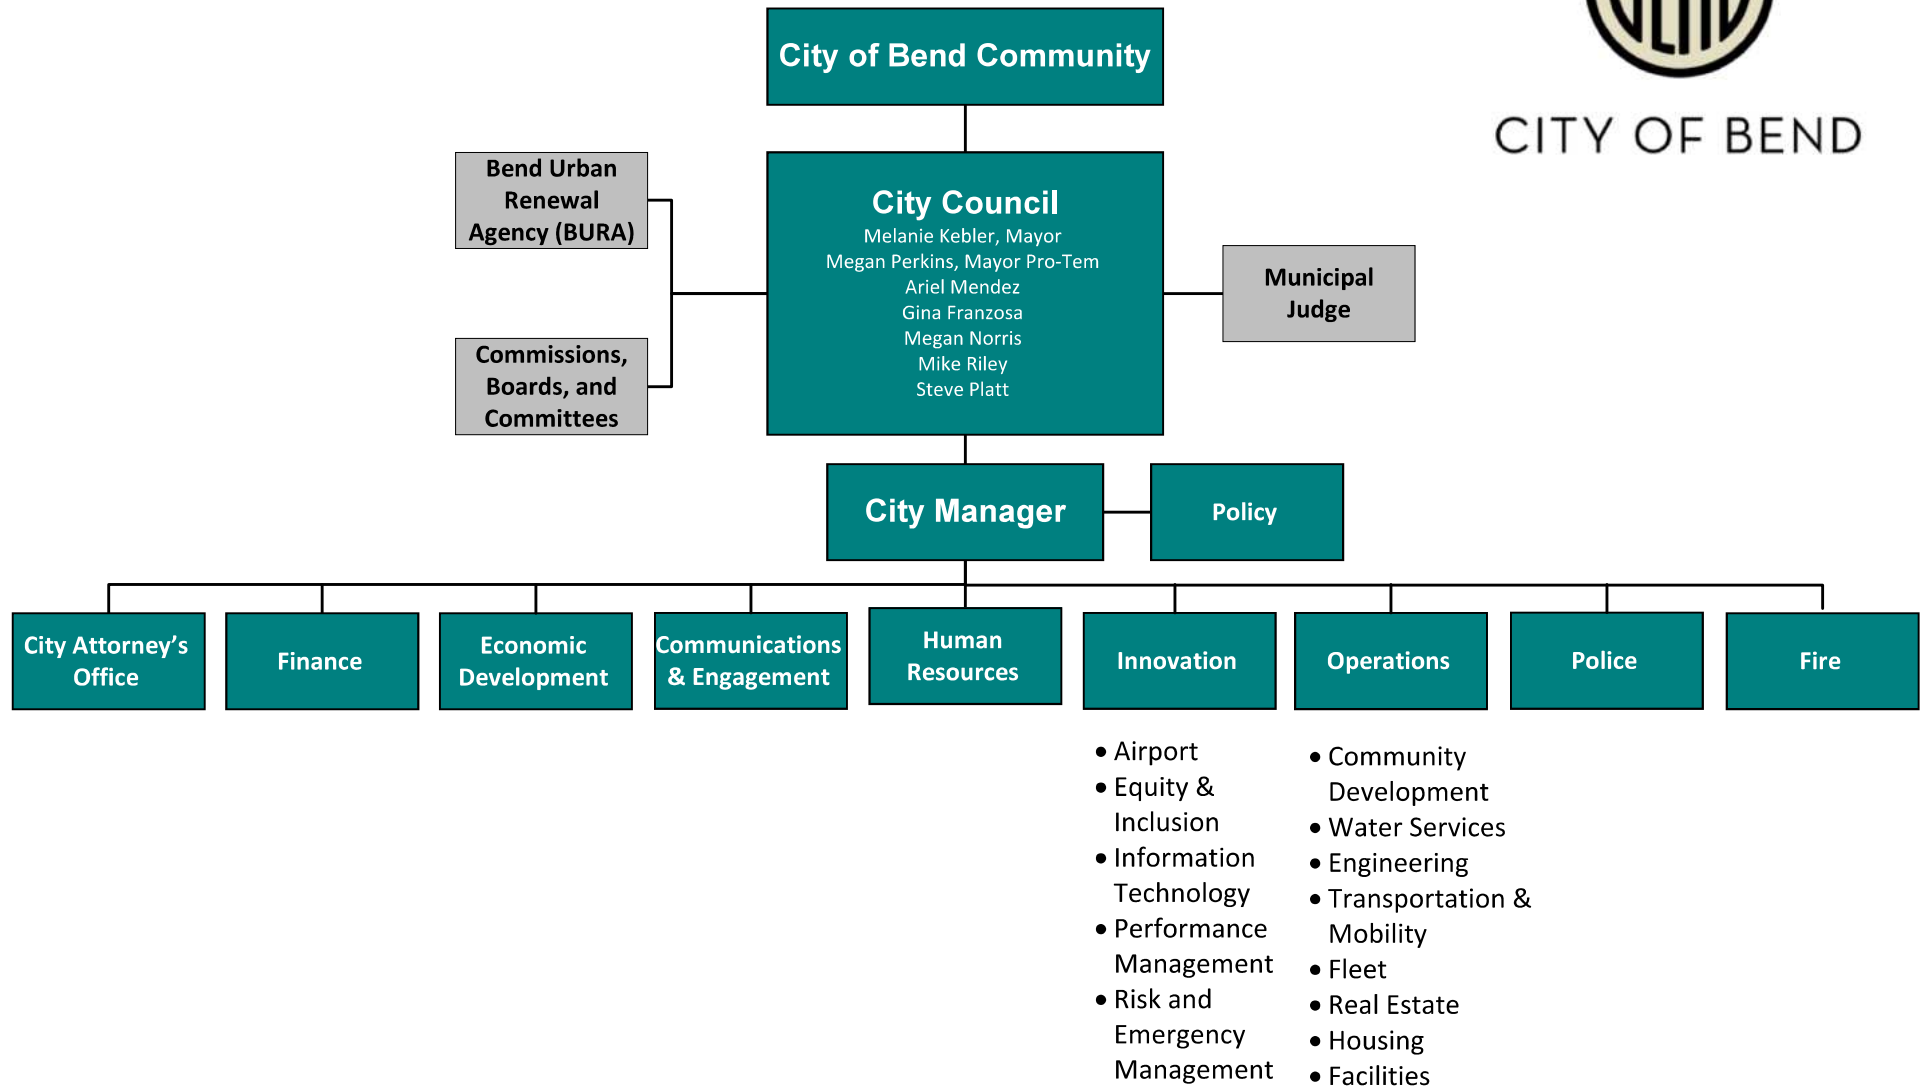 City of Bend Community
CITY OF BEND
Bend Urban
Renewal
Agency (BURA)
Commissions,
Boards, and
Committees
City Council
Melanie Kebler, Mayor
Megan Perkins, Mayor Pro-Tem
Ariel Mendez
Gina Franzosa
Megan Norris
Mike Riley
Steve Platt
Municipal
Judge
City Manager
Policy
City Attorney’s
Office
Finance
Economic
Development
Communications
& Engagement
Human
Resources
Innovation
Operations
Police
Fire
• Airport
• Equity &
Inclusion
• Information
Technology
• Performance
Management
• Risk and
Emergency
Management
• Community
Development
• Water Services
• Engineering
• Transportation &
Mobility
• Fleet
• Real Estate
• Housing
• Facilities